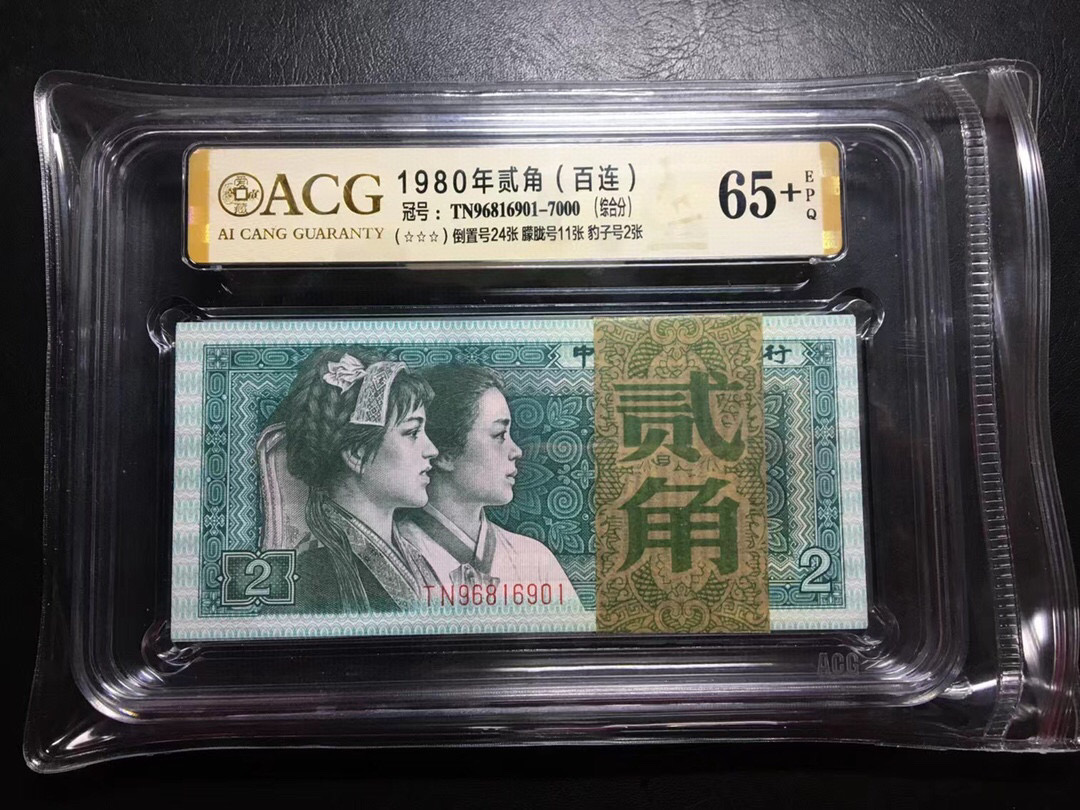 ACG
AI CANG GUARANTY
1980年贰角（百连）
冠号：TN96816901-7000 （综合分）
(☆☆☆) 倒置号24张 朦胧号11张 豹子号2张
65+
EPQ
中
行
贰
角
2
TN96816901
2
ACG